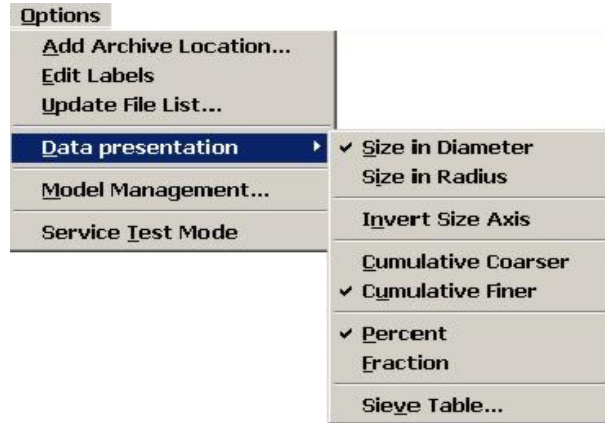 Options
Add Archive Location...
Edit Labels
Update File List...
Data presentation
Model Management...
Service Test Mode
Size in Diameter
Size in Radius
Invert Size Axis
Cumulative Coarser
Cumulative Finer
Percent
Fraction
Sieve Table...